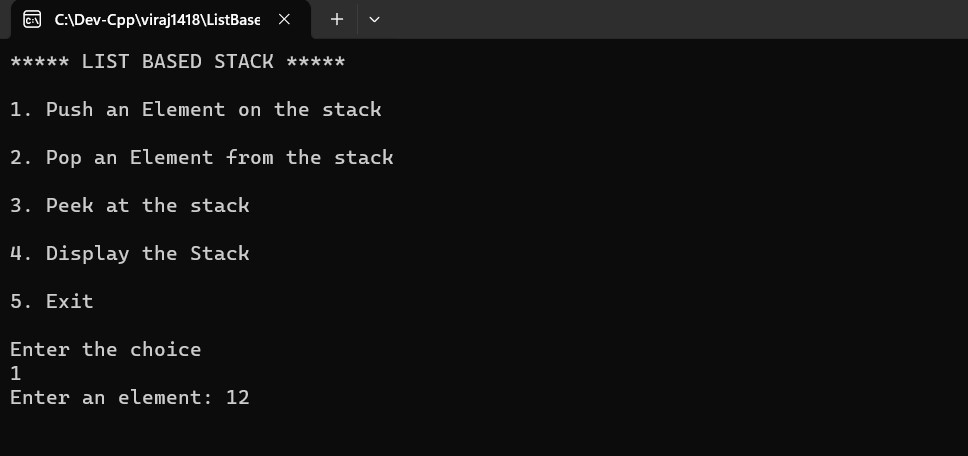 C:\Dev-Cpp\viraj1418\ListBase
***** LIST BASED STACK *****
1. Push an Element on the stack
2. Pop an Element from the stack
3. Peek at the stack
4. Display the Stack
5. Exit
Enter the choice
1
Enter an element: 12